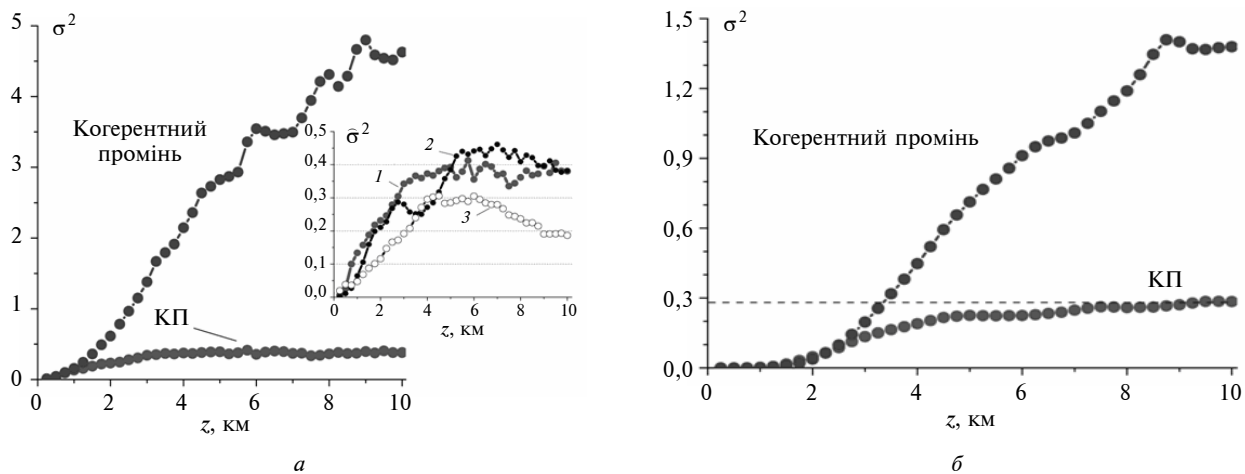 σ²
5
4
3
2
1
0
Когерентний
промінь
КП
0 2 4 6 8 10
z, км
σ²
0,5
0,4
0,3
0,2
0,1
0,0
1
2
3
0 2 4 6 8 10
z, км
а
σ²
1,5
1,2
0,9
0,6
0,3
0,0
Когерентний промінь
КП
0 2 4 6 8 10
z, км
б